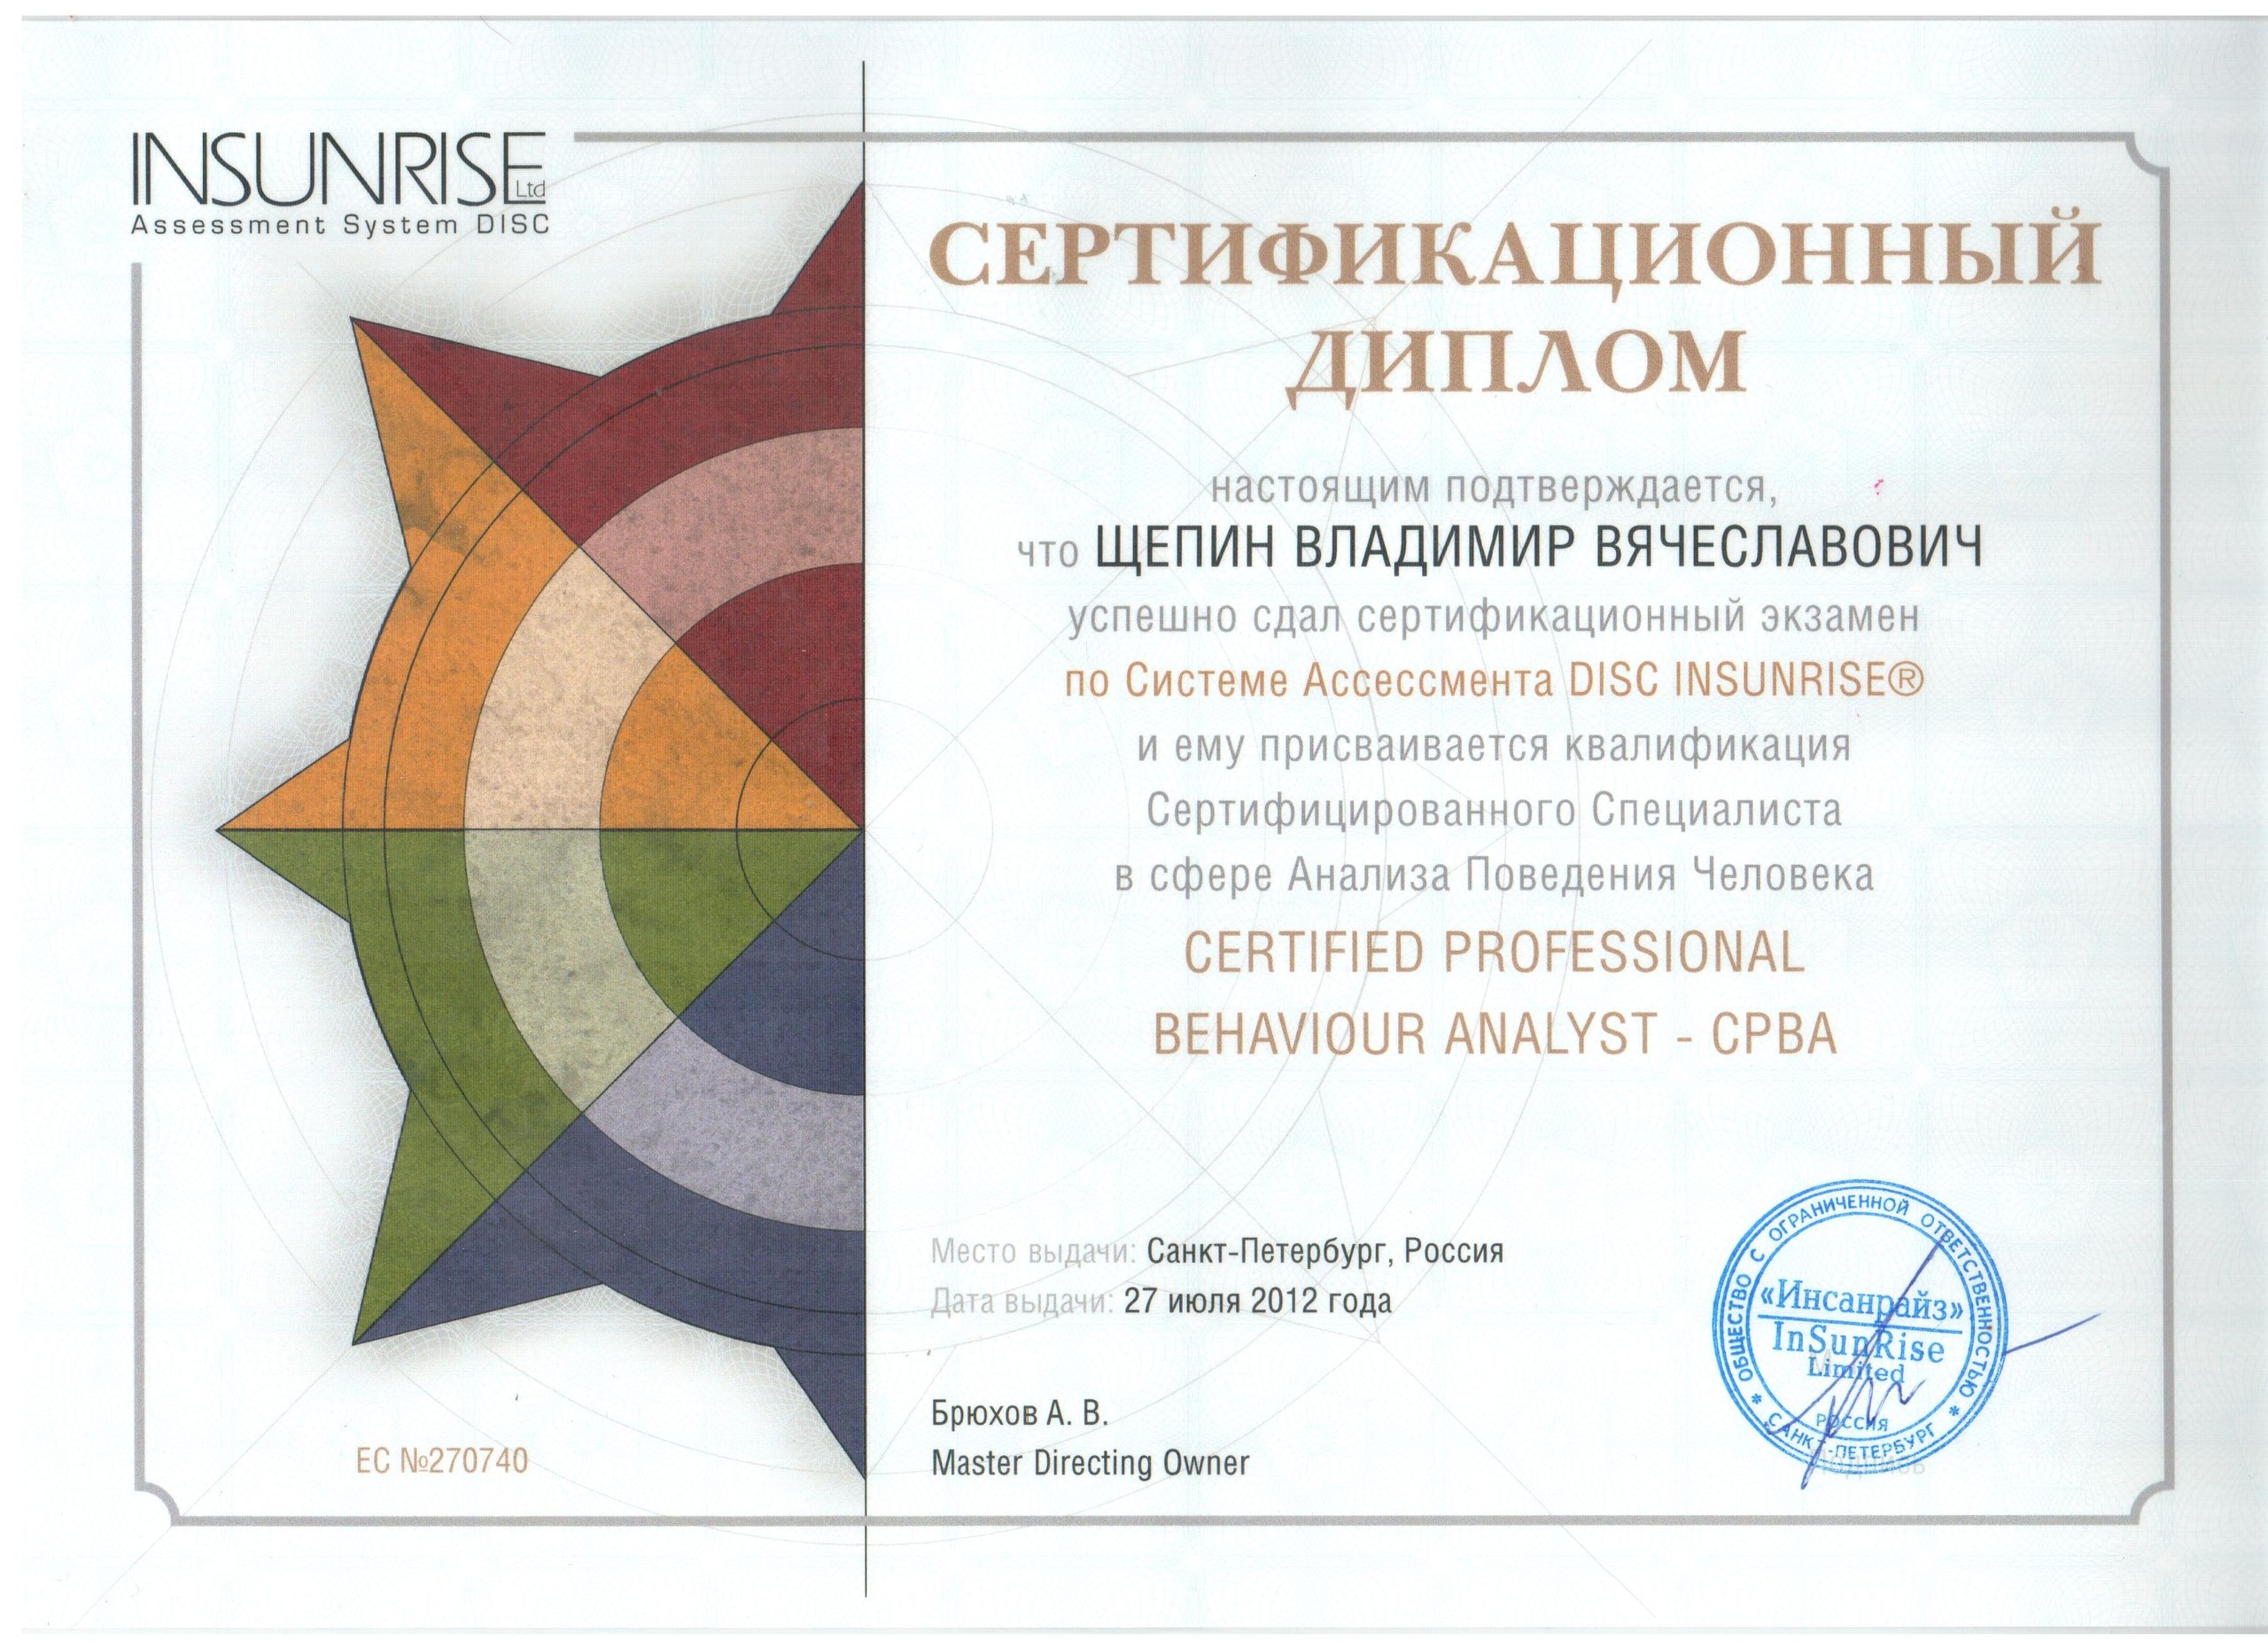 INSUNRISE
Ltd
Assessment System DISC
СЕРТИФИКАЦИОННЫЙ
ДИПЛОМ
настоящим подтверждается,
что ЩЕПИН ВЛАДИМИР ВЯЧЕСЛАВОВИЧ
успешно сдал сертификационный экзамен
по Системе Ассессмента DISC INSUNRISE®
и ему присваивается квалификация
Сертифицированного Специалиста
в сфере Анализа Поведения Человека
CERTIFIED PROFESSIONAL
BEHAVIOUR ANALYST - CPBA
Место выдачи: Санкт-Петербург, Россия
Дата выдачи: 27 июля 2012 года
Брюхов А. В.
Master Directing Owner
ЕС №270740
ОБЩЕСТВО С ОГРАНИЧЕННОЙ ОТВЕТСТВЕННОСТЬЮ
«Инсанрайз»
InSunRise
Limited
РОССИЯ
* САНКТ-ПЕТЕРБУРГ *
подпись